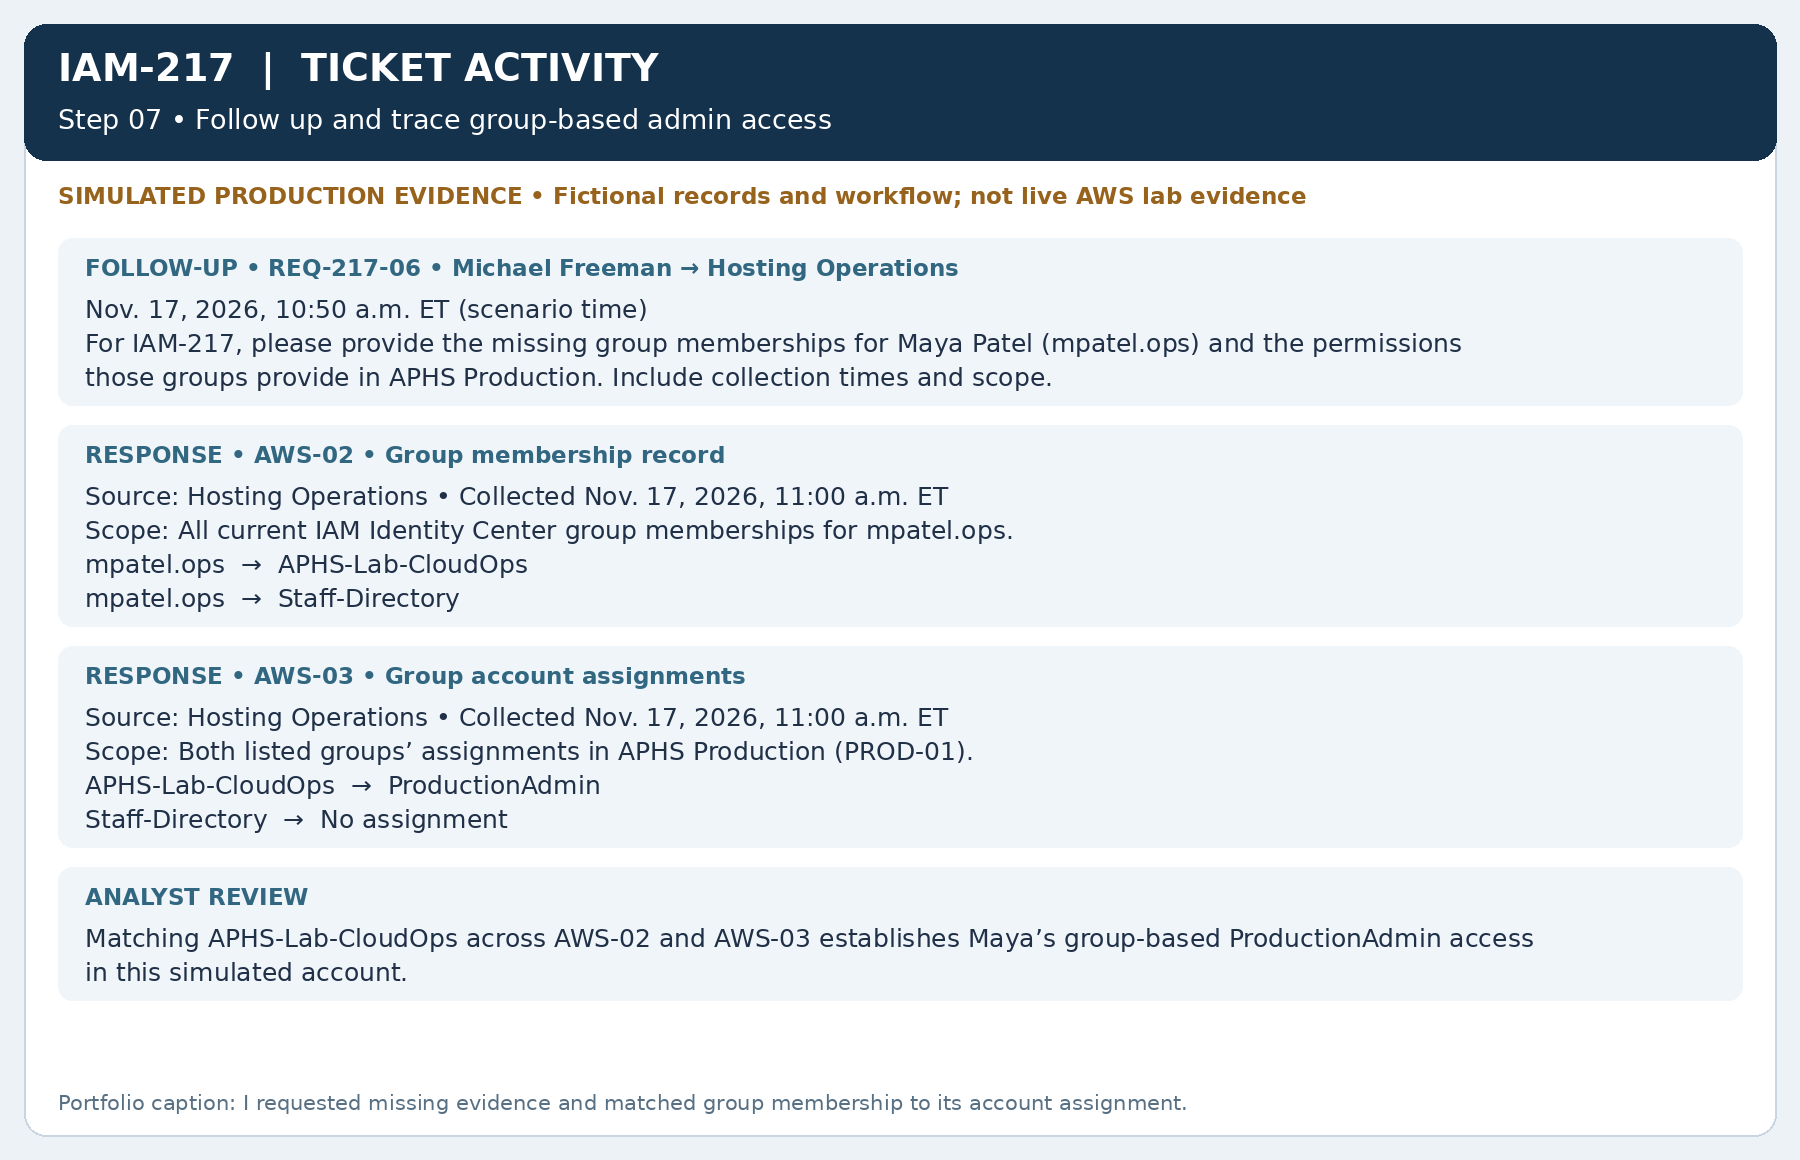 IAM-217 | TICKET ACTIVITY
Step 07 • Follow up and trace group-based admin access
SIMULATED PRODUCTION EVIDENCE • Fictional records and workflow; not live AWS lab evidence
FOLLOW-UP • REQ-217-06 • Michael Freeman → Hosting Operations
Nov. 17, 2026, 10:50 a.m. ET (scenario time)
For IAM-217, please provide the missing group memberships for Maya Patel (mpatel.ops) and the permissions
those groups provide in APHS Production. Include collection times and scope.
RESPONSE • AWS-02 • Group membership record
Source: Hosting Operations • Collected Nov. 17, 2026, 11:00 a.m. ET
Scope: All current IAM Identity Center group memberships for mpatel.ops.
mpatel.ops → APHS-Lab-CloudOps
mpatel.ops → Staff-Directory
RESPONSE • AWS-03 • Group account assignments
Source: Hosting Operations • Collected Nov. 17, 2026, 11:00 a.m. ET
Scope: Both listed groups’ assignments in APHS Production (PROD-01).
APHS-Lab-CloudOps → ProductionAdmin
Staff-Directory → No assignment
ANALYST REVIEW
Matching APHS-Lab-CloudOps across AWS-02 and AWS-03 establishes Maya’s group-based ProductionAdmin access
in this simulated account.
Portfolio caption: I requested missing evidence and matched group membership to its account assignment.